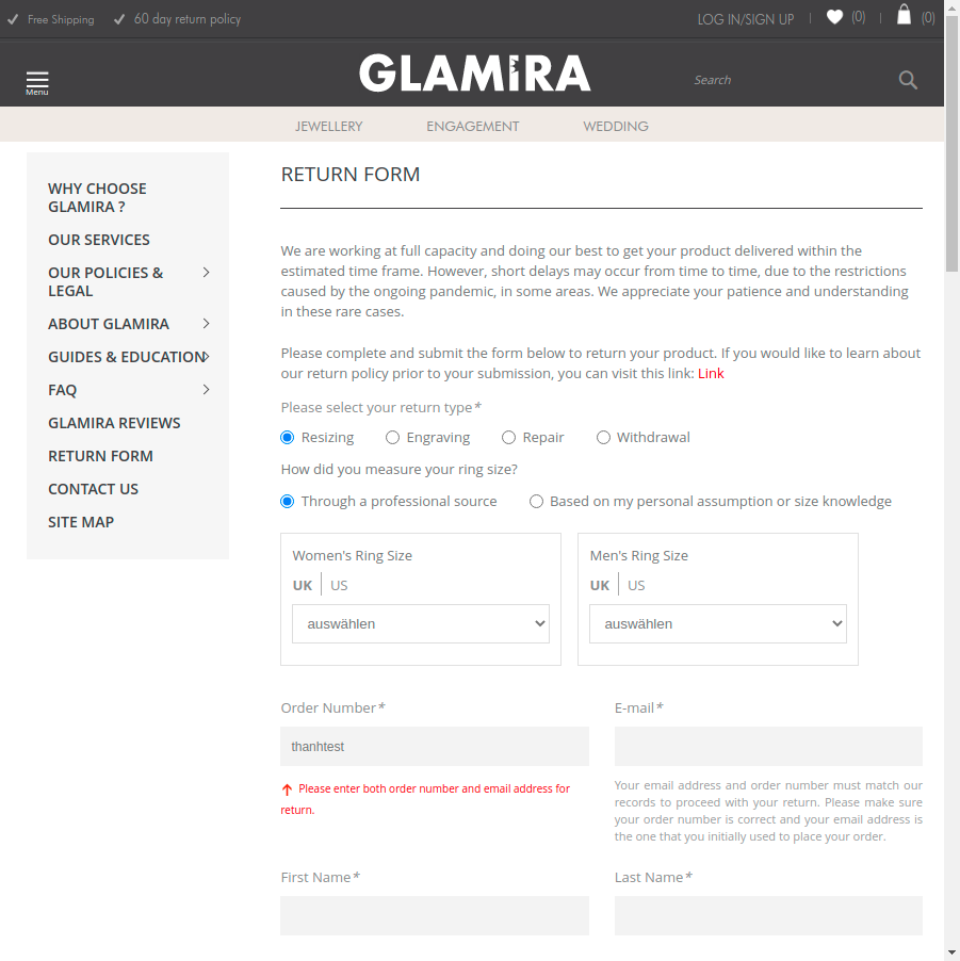 Free Shipping 60 day return policy LOG IN/SIGN UP | (0) | (0)
Menu GLAMIRA Search
JEWELLERY ENGAGEMENT WEDDING
WHY CHOOSE
GLAMIRA ?
OUR SERVICES
OUR POLICIES &
LEGAL
ABOUT GLAMIRA
GUIDES & EDUCATION
FAQ
GLAMIRA REVIEWS
RETURN FORM
CONTACT US
SITE MAP
RETURN FORM
We are working at full capacity and doing our best to get your product delivered within the
estimated time frame. However, short delays may occur from time to time, due to the restrictions
caused by the ongoing pandemic, in some areas. We appreciate your patience and understanding
in these rare cases.
Please complete and submit the form below to return your product. If you would like to learn about
our return policy prior to your submission, you can visit this link: Link
Please select your return type*
Resizing Engraving Repair Withdrawal
How did you measure your ring size?
Through a professional source Based on my personal assumption or size knowledge
Women's Ring Size
UK | US
auswählen
Men's Ring Size
UK | US
auswählen
Order Number*
thanhtest
Please enter both order number and email address for
return.
E-mail*
Your email address and order number must match our
records to proceed with your return. Please make sure
your order number is correct and your email address is
the one that you initially used to place your order.
First Name* Last Name*